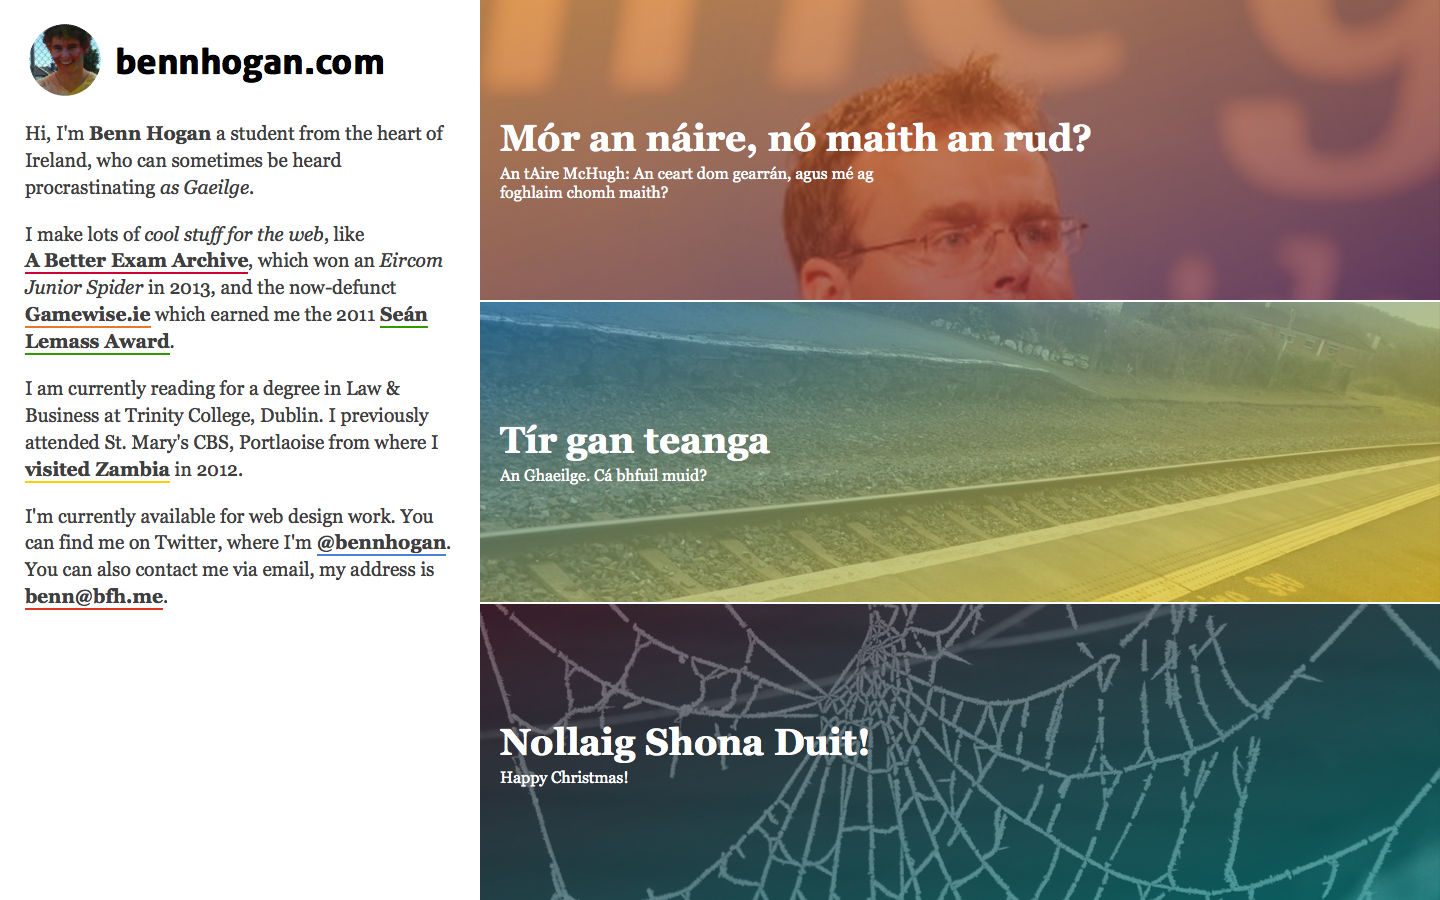 bennhogan.com
Hi, I'm Benn Hogan a student from the heart of
Ireland, who can sometimes be heard
procrastinating as Gaeilge.
I make lots of cool stuff for the web, like
A Better Exam Archive, which won an Eircom
Junior Spider in 2013, and the now-defunct
Gamewise.ie which earned me the 2011 Seán
Lemass Award.
I am currently reading for a degree in Law &
Business at Trinity College, Dublin. I previously
attended St. Mary's CBS, Portlaoise from where I
visited Zambia in 2012.
I'm currently available for web design work. You
can find me on Twitter, where I'm @bennhogan.
You can also contact me via email, my address is
benn@bfh.me.
Mór an náire, nó maith an rud?
An tAire McHugh: An ceart dom gearrán, agus mé ag
foghlaim chomh maith?
Tír gan teanga
An Ghaeilge. Cá bhfuil muid?
Nollaig Shona Duit!
Happy Christmas!